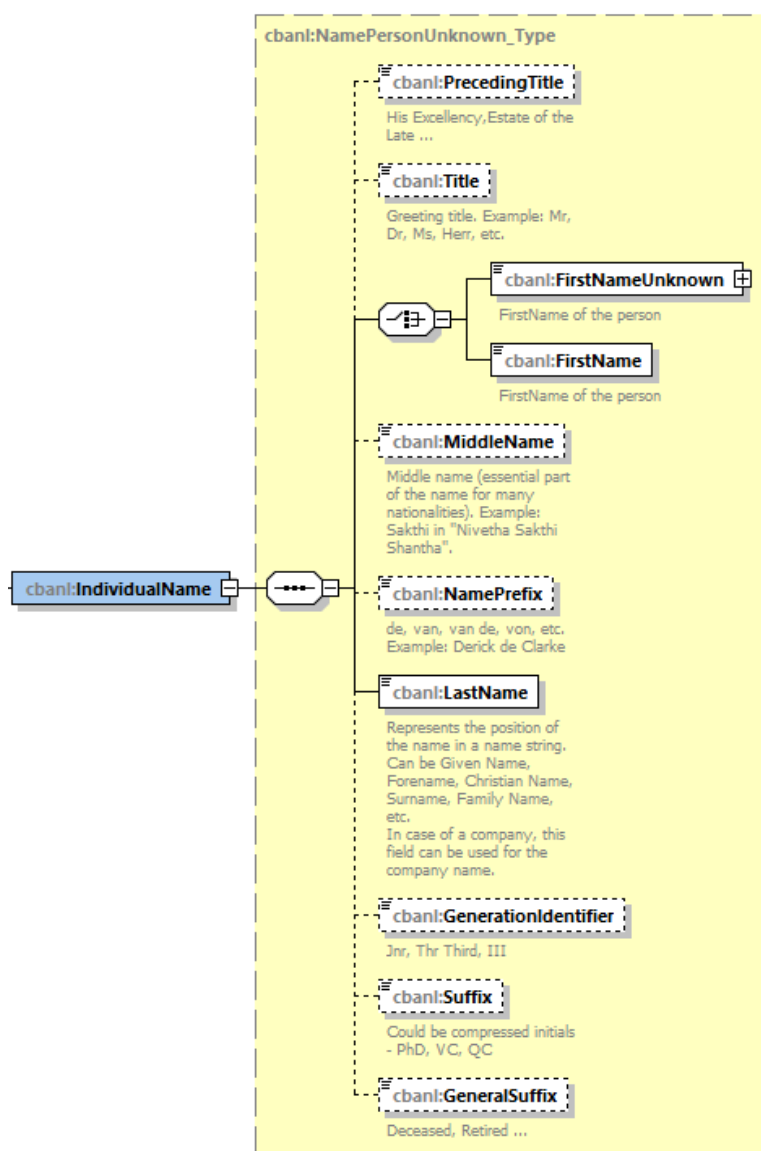 cbanl:NamePersonUnknown_Type
cbanl:PrecedingTitle
His Excellency,Estate of the
Late ...
cbanl:Title
Greeting title. Example: Mr,
Dr, Ms, Herr, etc.
cbanl:FirstNameUnknown
FirstName of the person
cbanl:FirstName
FirstName of the person
cbanl:MiddleName
Middle name (essential part
of the name for many
nationalities). Example:
Sakthi in "Nivetha Sakthi
Shantha".
cbanl:IndividualName
cbanl:NamePrefix
de, van, van de, von, etc.
Example: Derick de Clarke
cbanl:LastName
Represents the position of
the name in a name string.
Can be Given Name,
Forename, Christian Name,
Surname, Family Name,
etc.
In case of a company, this
field can be used for the
company name.
cbanl:GenerationIdentifier
Jnr, Thr Third, III
cbanl:Suffix
Could be compressed initials
- PhD, VC, QC
cbanl:GeneralSuffix
Deceased, Retired ...